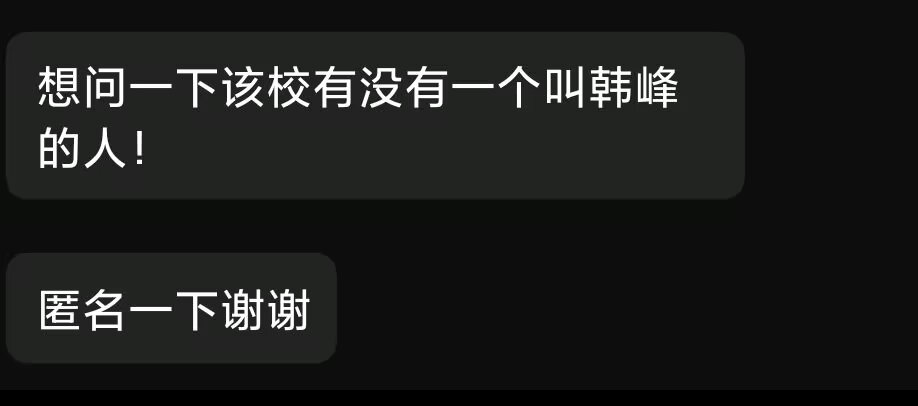 想问一下该校有没有一个叫韩峰
的人！
匿名一下谢谢